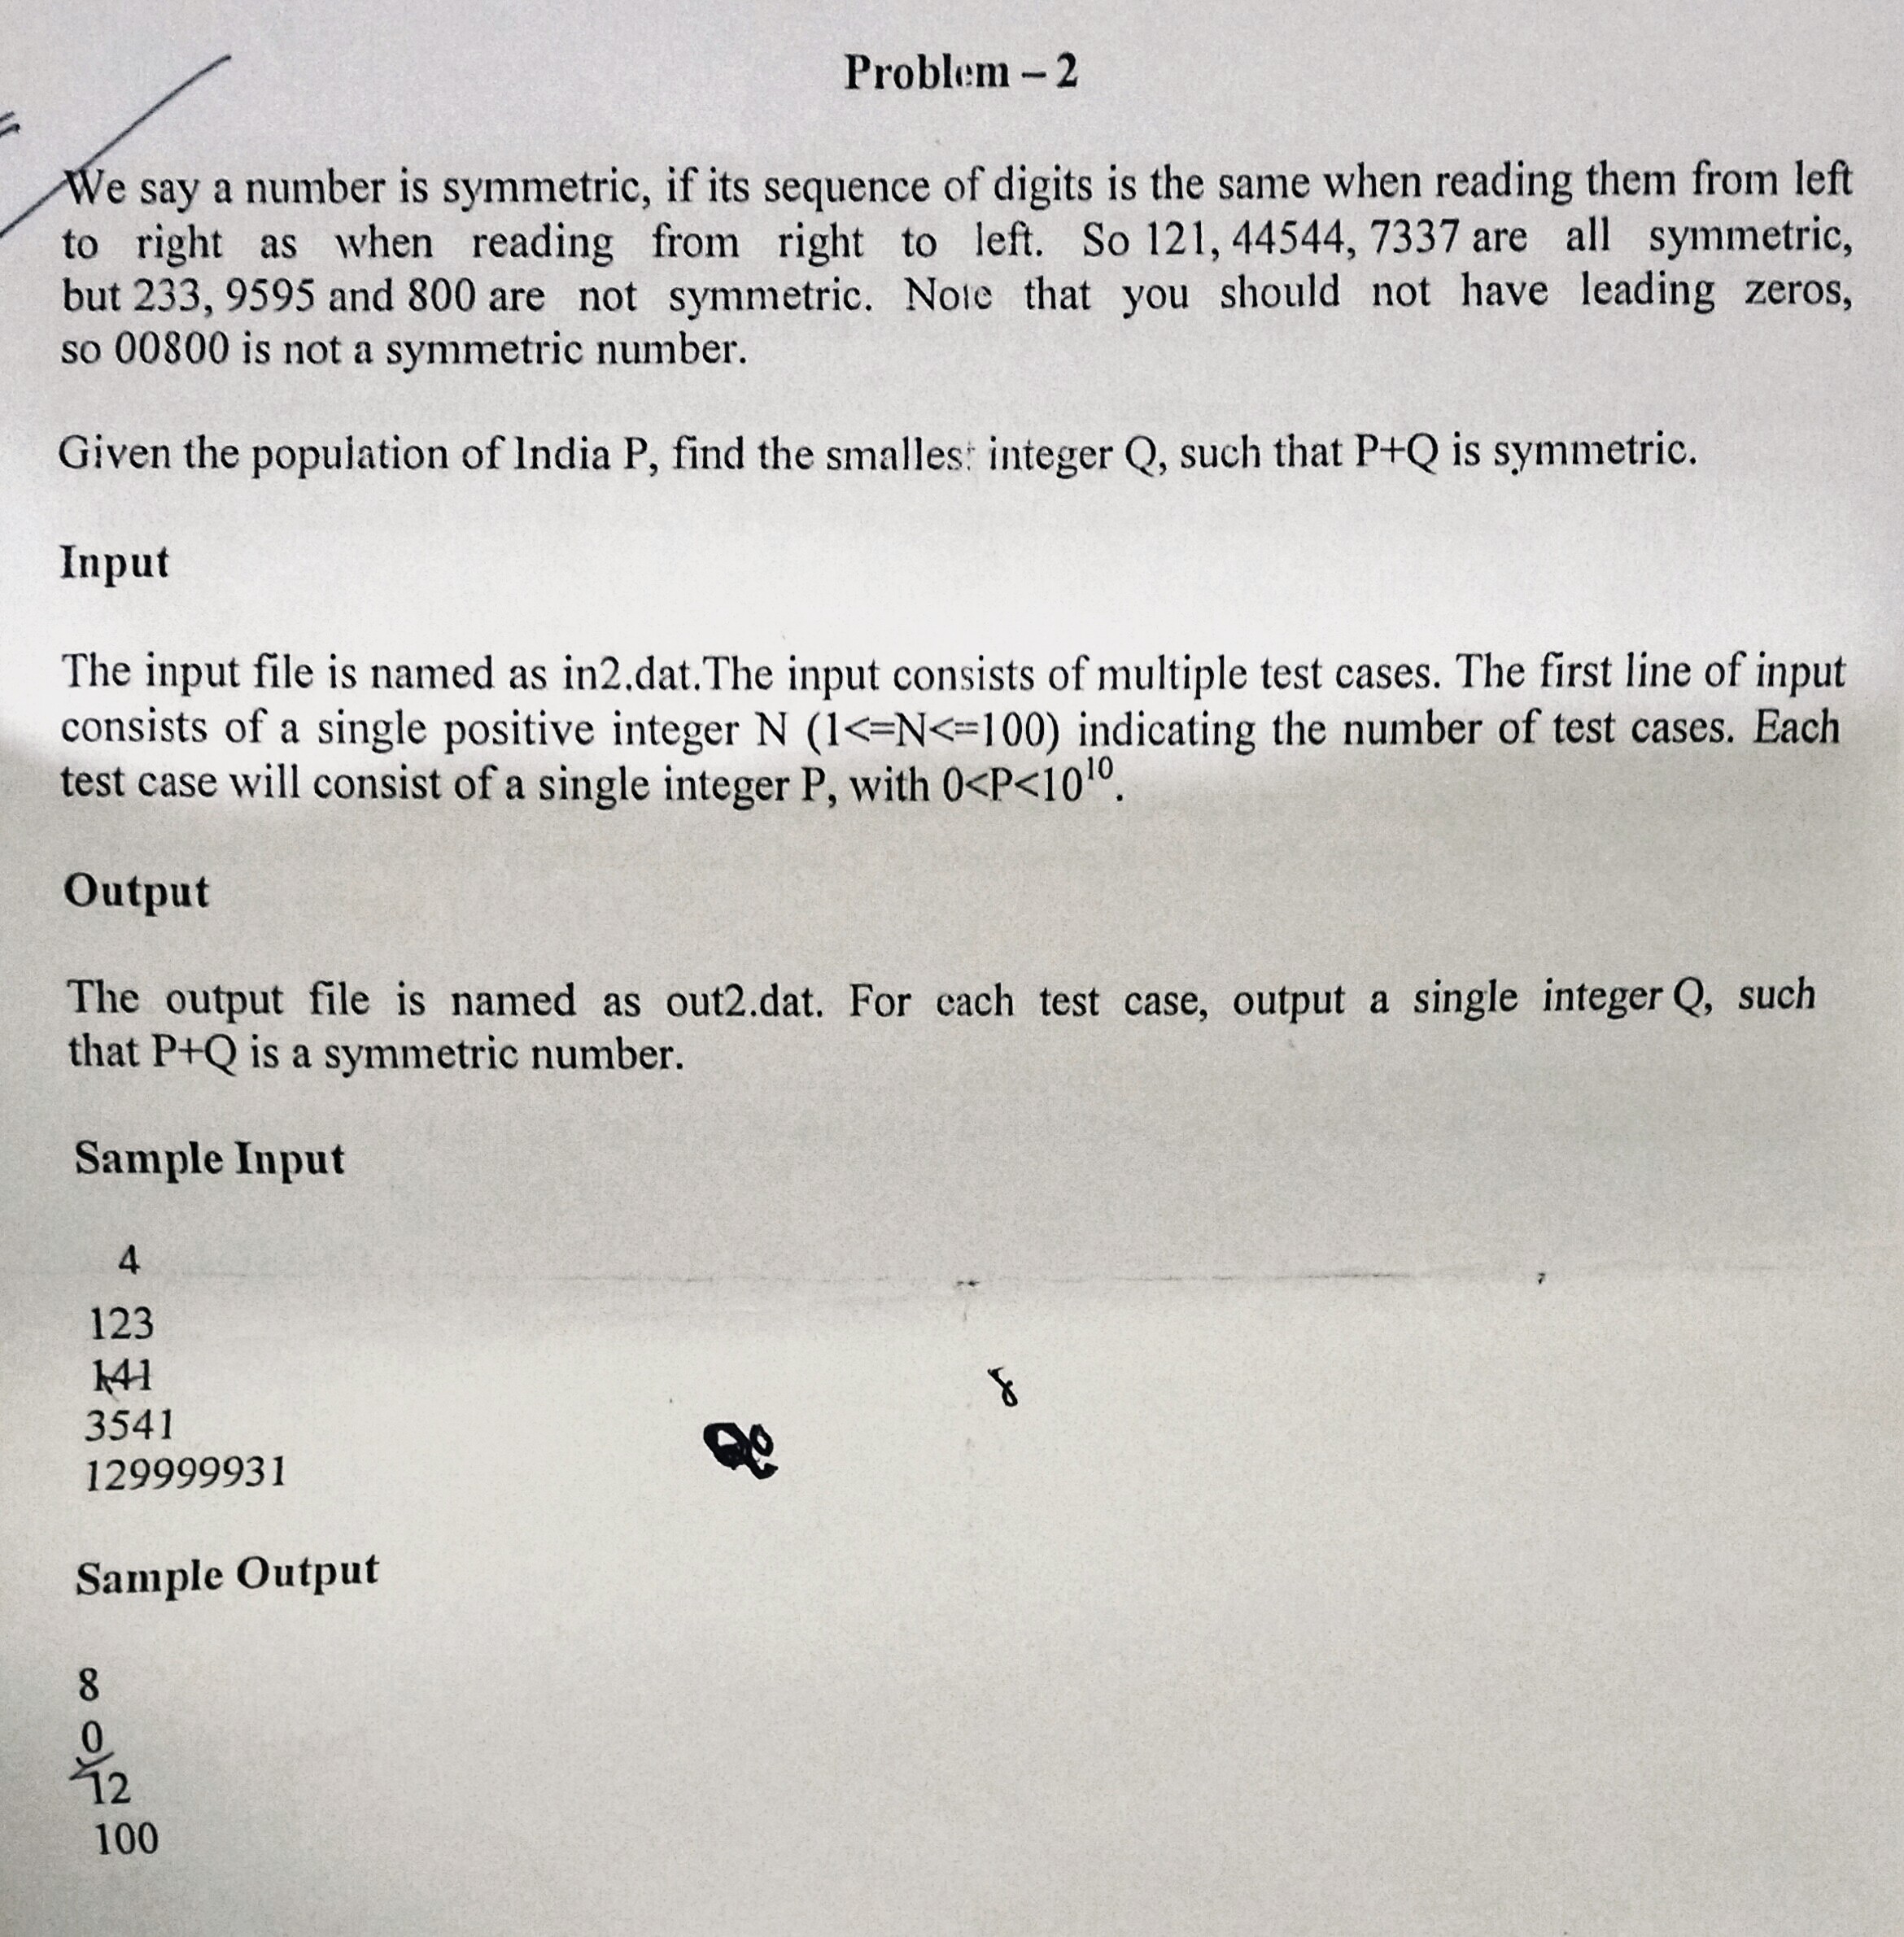 Problem – 2
We say a number is symmetric, if its sequence of digits is the same when reading them from left
to right as when reading from right to left. So 121, 44544, 7337 are all symmetric,
but 233, 9595 and 800 are not symmetric. Note that you should not have leading zeros,
so 00800 is not a symmetric number.
Given the population of India P, find the smallest integer Q, such that P+Q is symmetric.
Input
The input file is named as in2.dat.The input consists of multiple test cases. The first line of input
consists of a single positive integer N (1<=N<=100) indicating the number of test cases. Each
test case will consist of a single integer P, with 0<P<10¹⁰.
Output
The output file is named as out2.dat. For each test case, output a single integer Q, such
that P+Q is a symmetric number.
Sample Input
4
123
141
3541
129999931
Sample Output
8
0
12
100